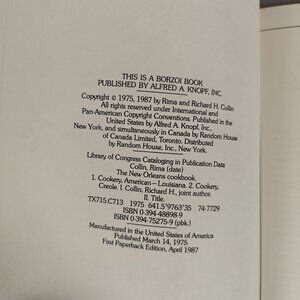 THIS IS A BORZOI BOOK
PUBLISHED BY ALFRED A. KNOPF, INC.
Copyright © 1975, 1987 by Rima and Richard H. Collin
All rights reserved under International and
Pan-American Copyright Conventions. Published in the
United States by Alfred A. Knopf, Inc.,
New York, and simultaneously in Canada by Random House
of Canada Limited, Toronto. Distributed
by Random House, Inc., New York.
Library of Congress Cataloging in Publication Data
Collin, Rima (date)
The New Orleans cookbook.
1. Cookery, American—Louisiana. 2. Cookery,
Creole. I. Collin, Richard H., joint author.
II. Title.
TX715.C713 1975 641.5'9763'35 74-7729
ISBN 0-394-48898-9
ISBN 0-394-75275-9 (pbk.)
Manufactured in the United States of America
Published March 14, 1975
First Paperback Edition, April 1987